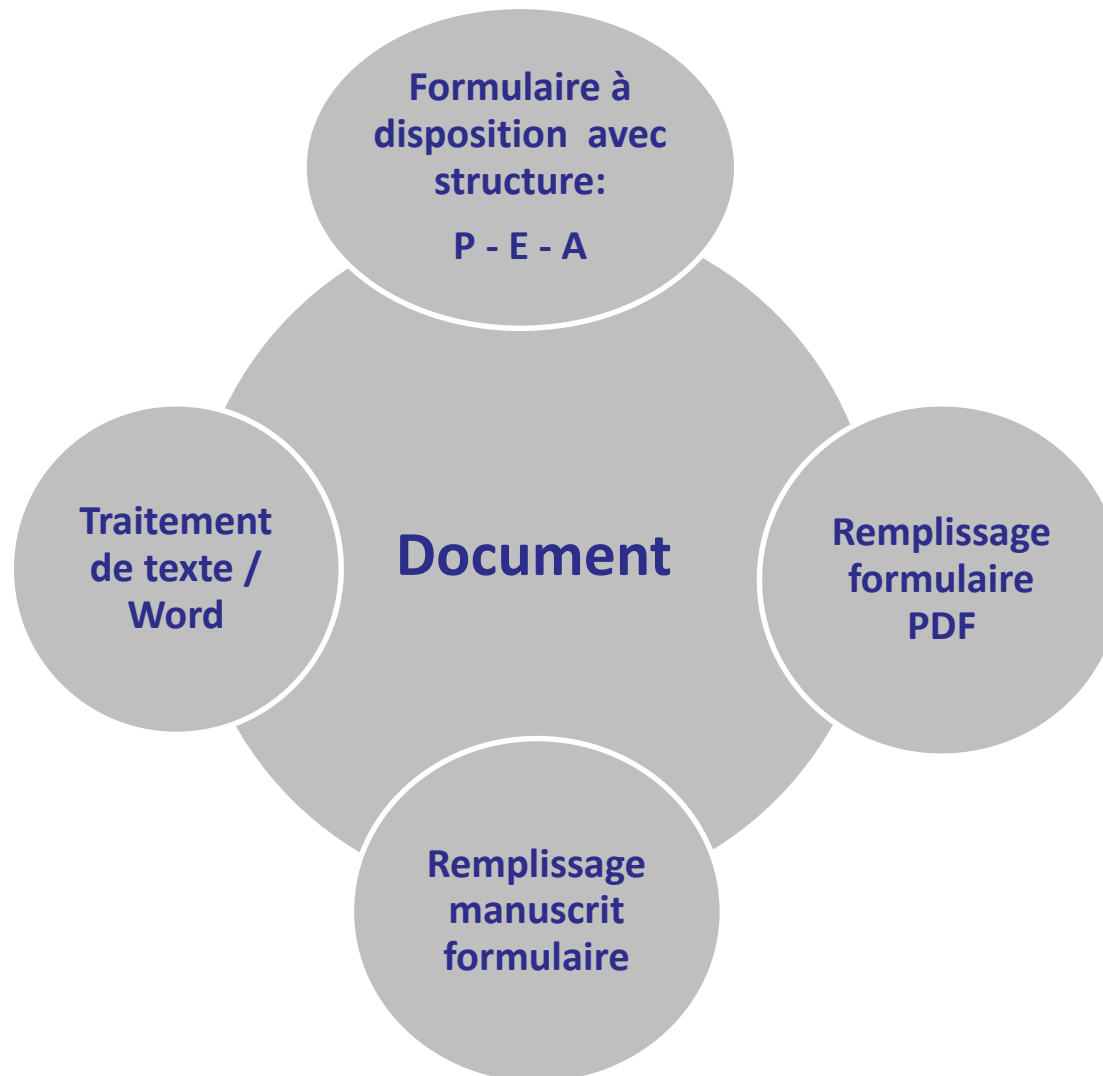 Formulaire à
disposition  avec
structure:
P - E - A
Traitement
de texte /
Word
Document
Remplissage
formulaire
PDF
Remplissage
manuscrit
formulaire